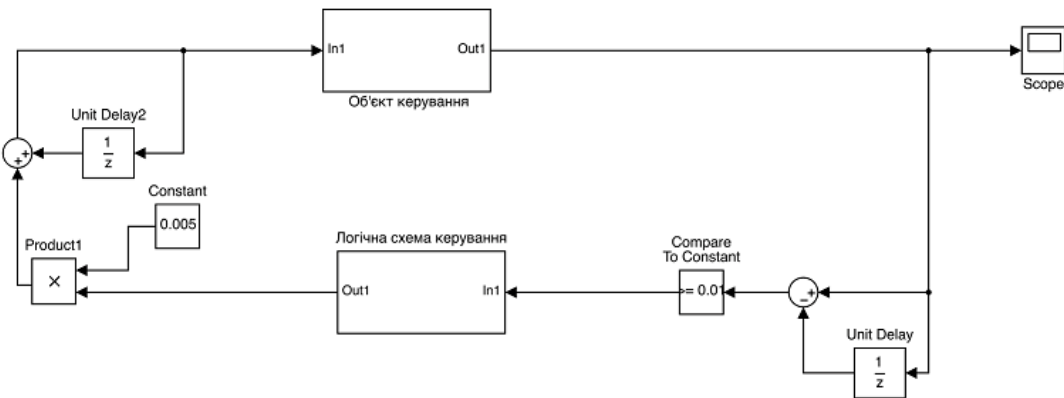 In1
Out1
Об'єкт керування
Scope
Unit Delay2
1
z
Constant
0.005
Product1
×
Логічна схема керування
Out1
In1
Compare
To Constant
>= 0.01
Unit Delay
1
z